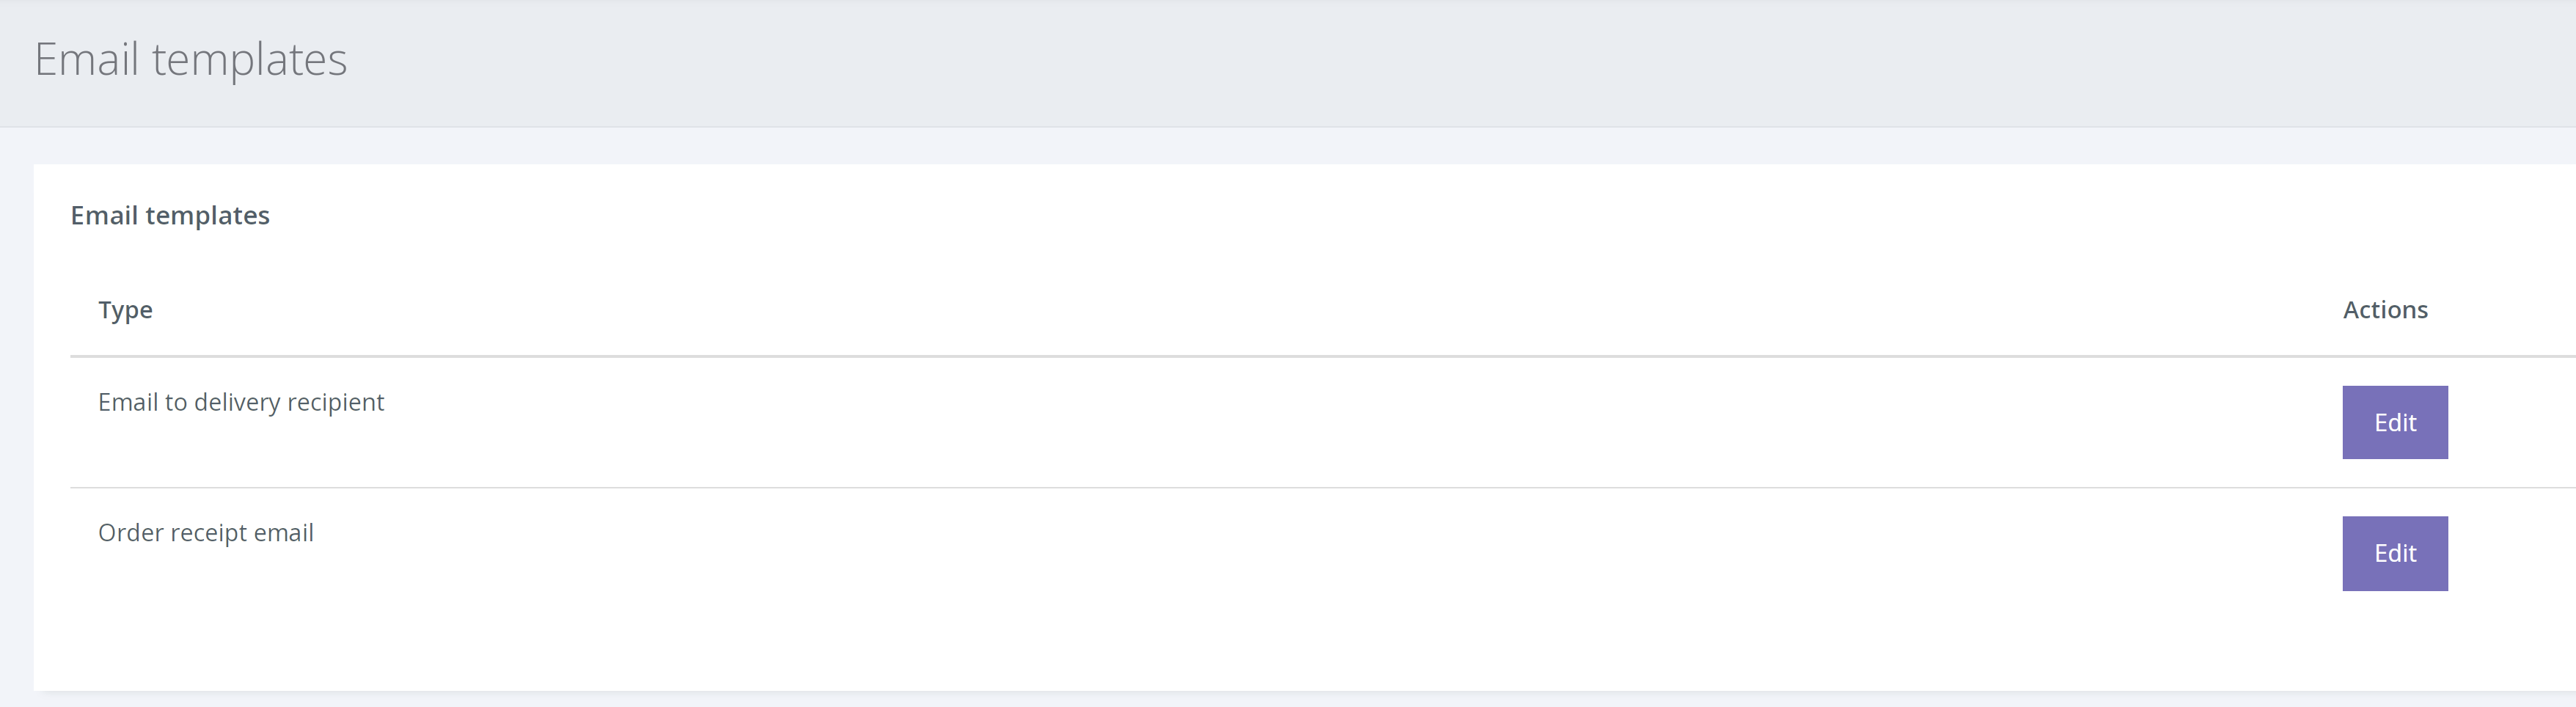 Email templates
Email templates
Type Actions
Email to delivery recipient Edit
Order receipt email Edit